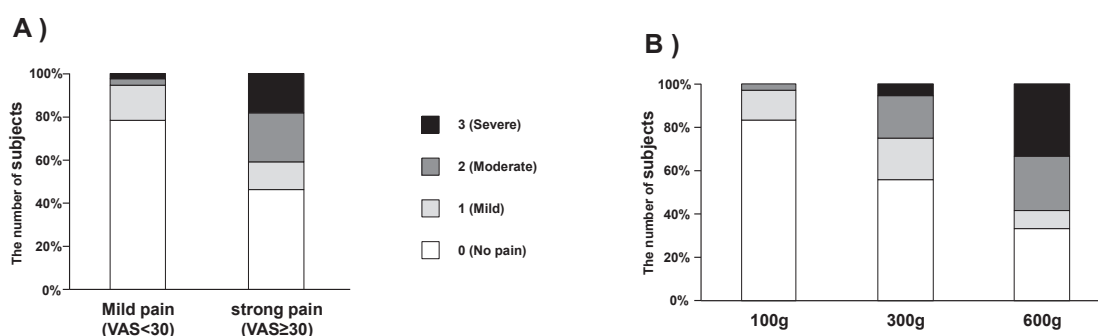 A )
The number of subjects
100%
80%
60%
40%
20%
0%
Mild pain
(VAS<30)
strong pain
(VAS≥30)
3 (Severe)
2 (Moderate)
1 (Mild)
0 (No pain)
B )
The number of subjects
100%
80%
60%
40%
20%
0%
100g
300g
600g